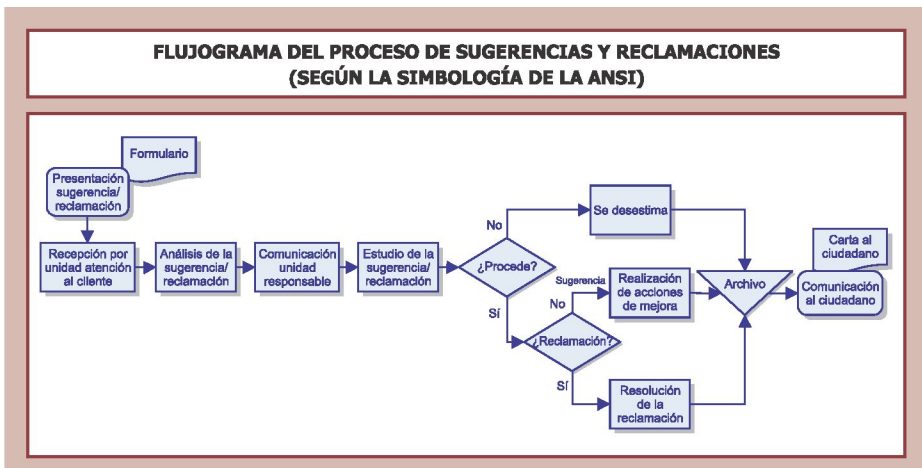 FLUJOGRAMA DEL PROCESO DE SUGERENCIAS Y RECLAMACIONES
(SEGÚN LA SIMBOLOGÍA DE LA ANSI)
Formulario
Presentación
sugerencia/
reclamación
Recepción por
unidad atención
al cliente
Análisis de la
sugerencia/
reclamación
Comunicación
unidad
responsable
Estudio de la
sugerencia/
reclamación
¿Procede?
No
Se desestima
Sí
¿Reclamación?
No
Sugerencia
Realización
de acciones
de mejora
Sí
Resolución
de la
reclamación
Archivo
Carta al
ciudadano
Comunicación
al ciudadano